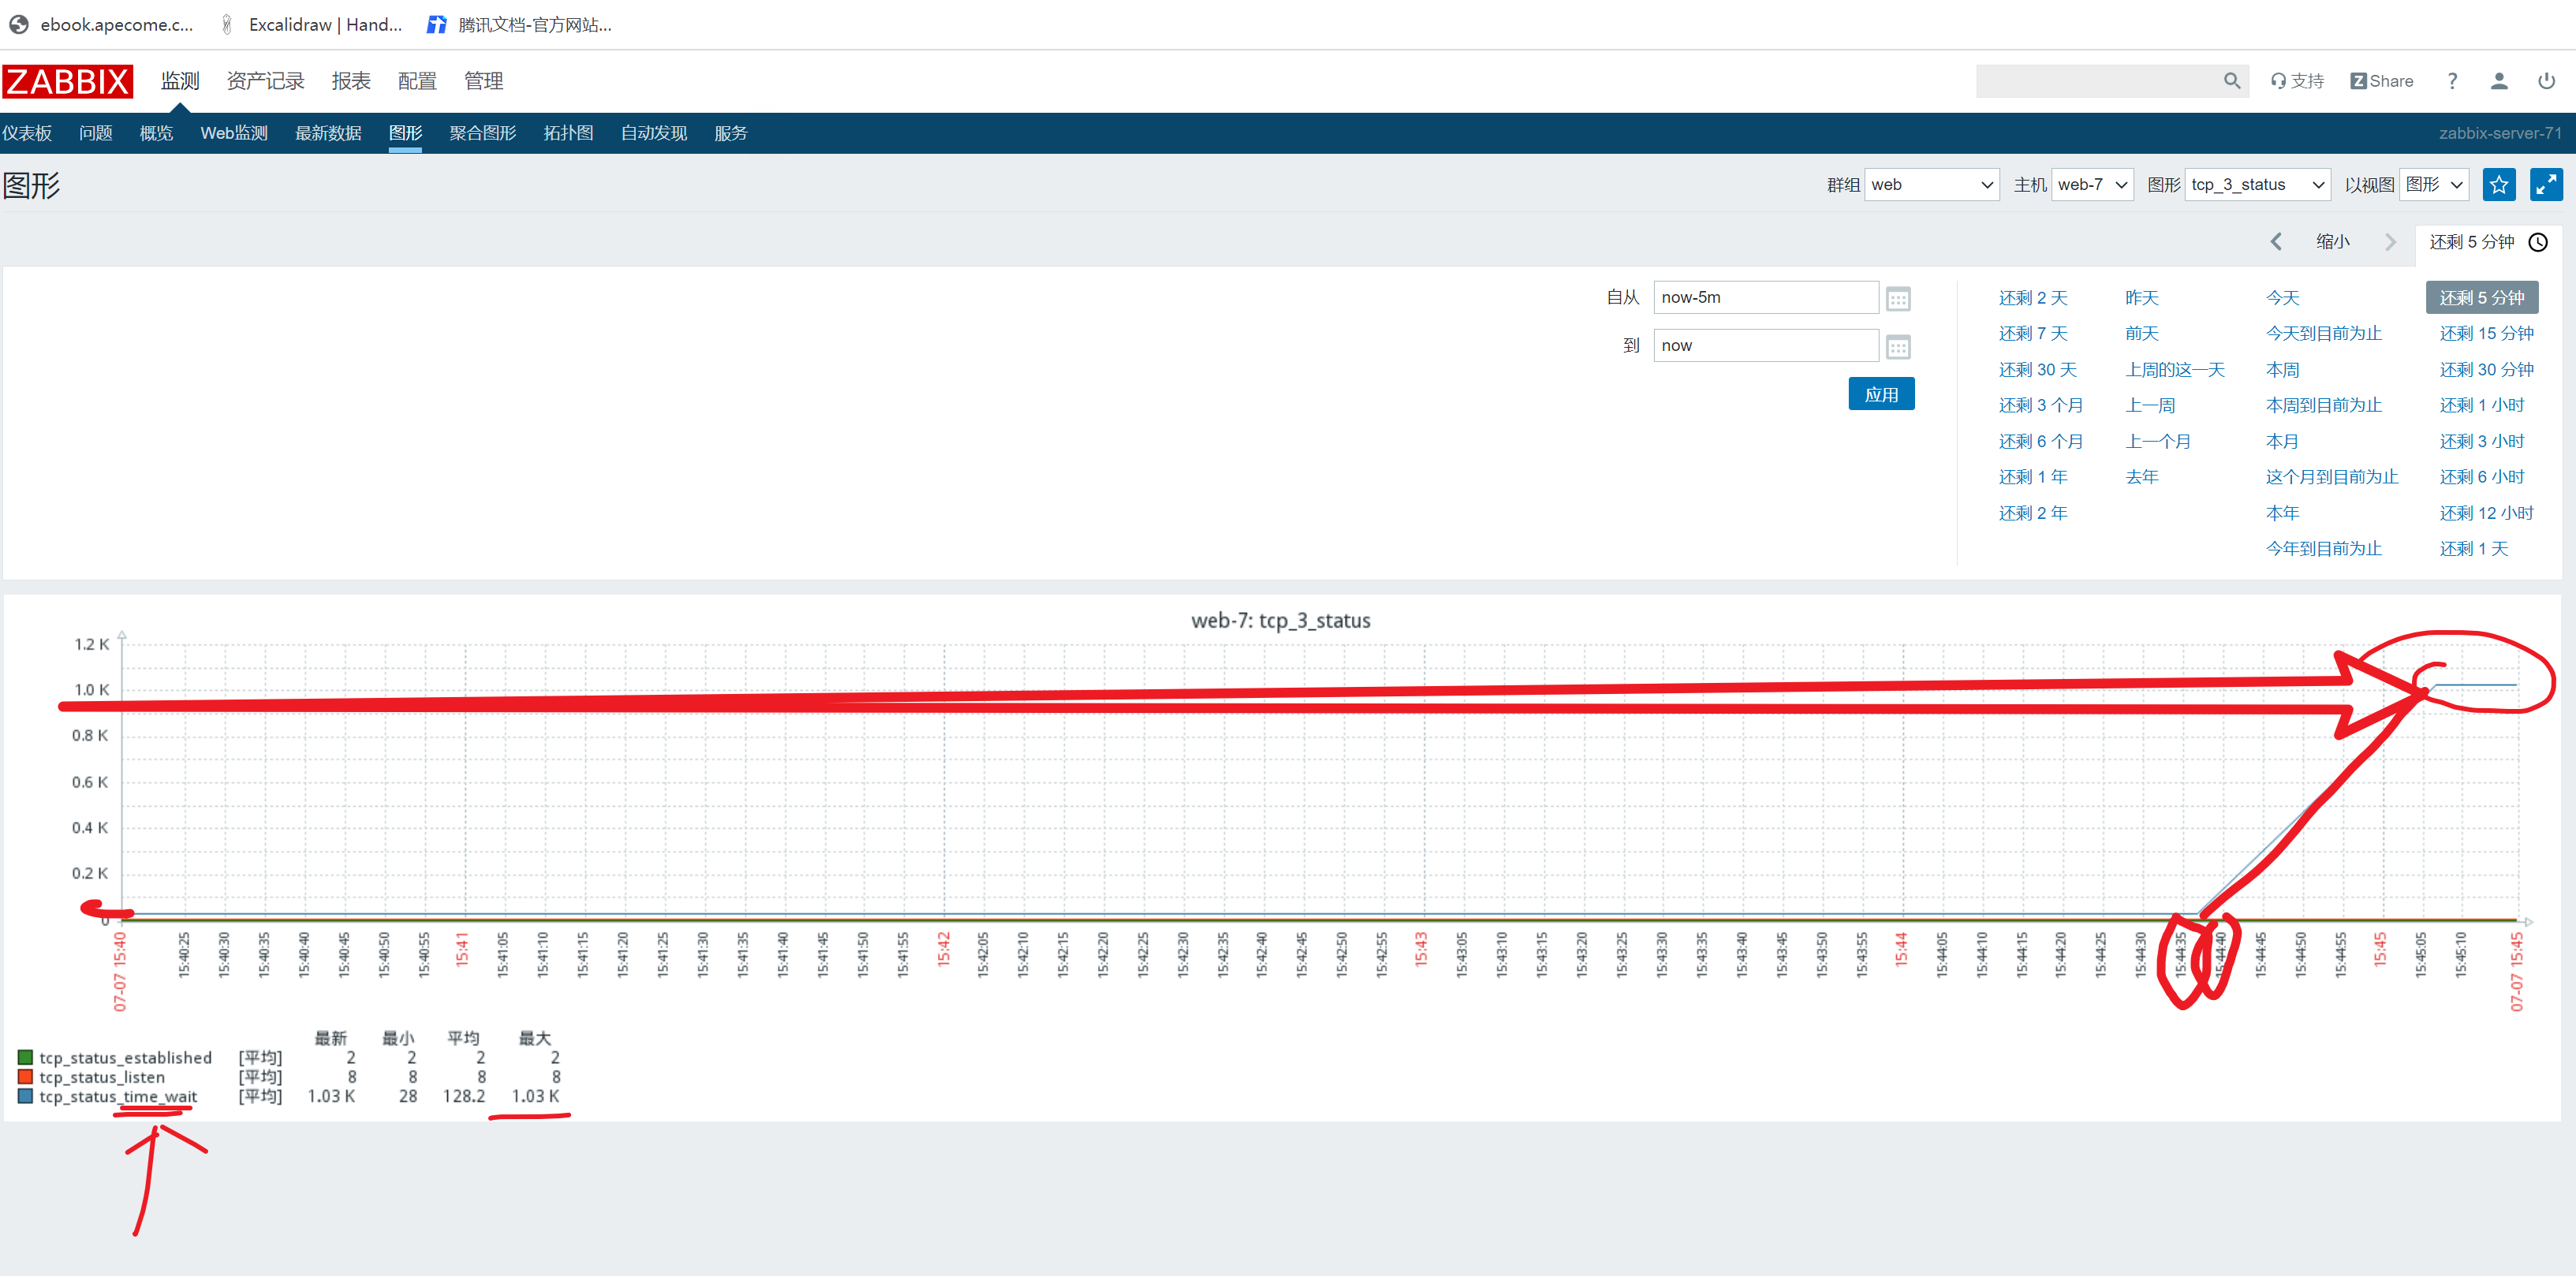 ebook.apecome.c... Excalidraw | Hand... 腾讯文档-官方网站...
ZABBIX 监测 资产记录 报表 配置 管理 支持 Z Share ?
仪表板 问题 概览 Web监测 最新数据 图形 聚合图形 拓扑图 自动发现 服务 zabbix-server-71
图形 群组 web 主机 web-7 图形 tcp_3_status 以视图 图形
缩小 还剩 5 分钟
自从 now-5m
到 now
应用
还剩 2 天 昨天 今天 还剩 5 分钟
还剩 7 天 前天 今天到目前为止 还剩 15 分钟
还剩 30 天 上周的这一天 本周 还剩 30 分钟
还剩 3 个月 上一周 本周到目前为止 还剩 1 小时
还剩 6 个月 上一个月 本月 还剩 3 小时
还剩 1 年 去年 这个月到目前为止 还剩 6 小时
还剩 2 年 本年 还剩 12 小时
今年到目前为止 还剩 1 天
web-7: tcp_3_status
1.2 K
1.0 K
0.8 K
0.6 K
0.4 K
0.2 K
0
07-07 15:40 15:40:25 15:40:30 15:40:35 15:40:40 15:40:45 15:40:50 15:40:55 15:41 15:41:05 15:41:10 15:41:15 15:41:20 15:41:25 15:41:30 15:41:35 15:41:40 15:41:45 15:41:50 15:41:55 15:42 15:42:05 15:42:10 15:42:15 15:42:20 15:42:25 15:42:30 15:42:35 15:42:40 15:42:45 15:42:50 15:42:55 15:43 15:43:05 15:43:10 15:43:15 15:43:20 15:43:25 15:43:30 15:43:35 15:43:40 15:43:45 15:43:50 15:43:55 15:44 15:44:05 15:44:10 15:44:15 15:44:20 15:44:25 15:44:30 15:44:35 15:44:40 15:44:45 15:44:50 15:44:55 15:45 15:45:05 15:45:10 07-07 15:45
最新 最小 平均 最大
tcp_status_established [平均] 2 2 2 2
tcp_status_listen [平均] 8 8 8 8
tcp_status_time_wait [平均] 1.03 K 28 128.2 1.03 K